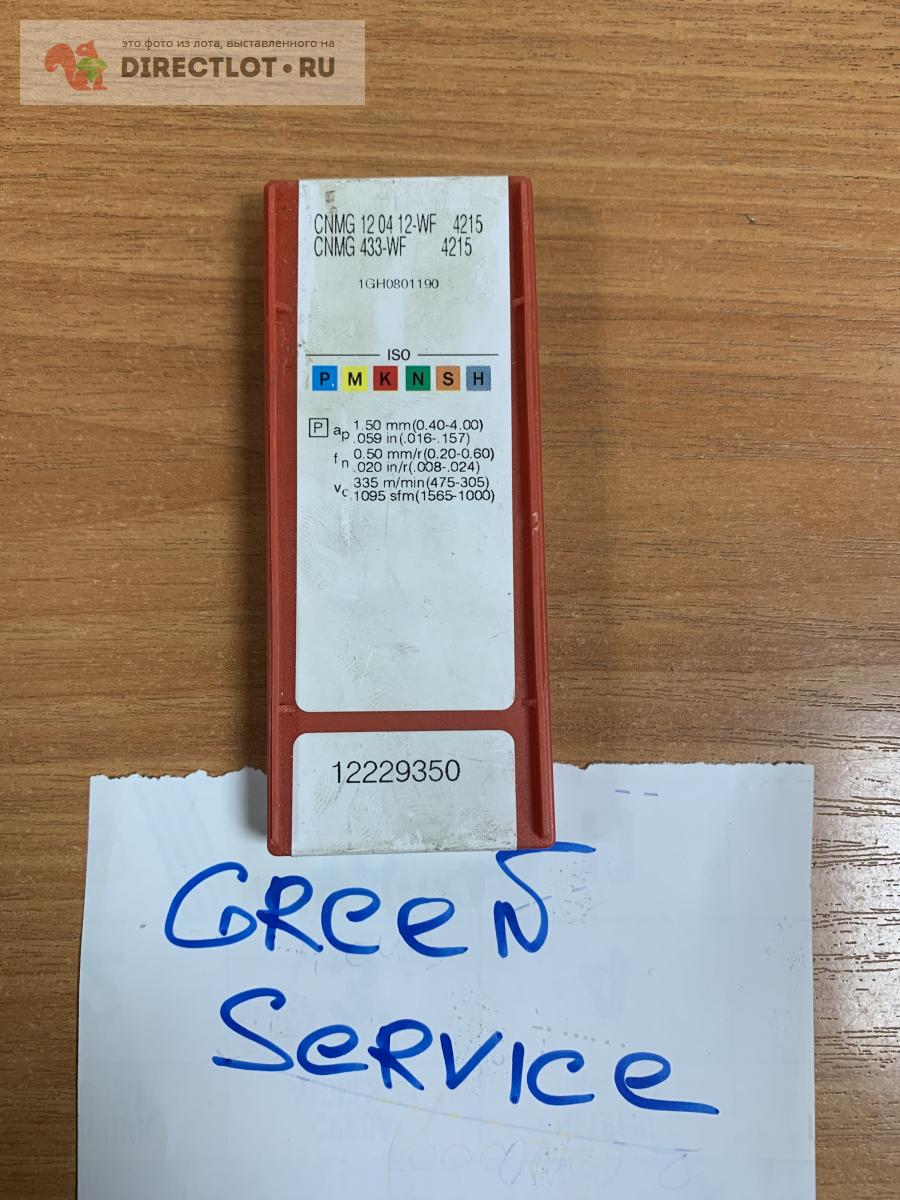 это фото из лота, выставленного на
DIRECTLOT•RU
CNMG 12 04 12-WF 4215
CNMG 433-WF 4215
1GH0801190
ISO
P M K N S H
P ap 1.50 mm(0.40-4.00)
.059 in(.016-.157)
fn 0.50 mm/r(0.20-0.60)
.020 in/r(.008-.024)
vc 335 m/min(475-305)
1095 sfm(1565-1000)
12229350
GReeN
SeRVICe